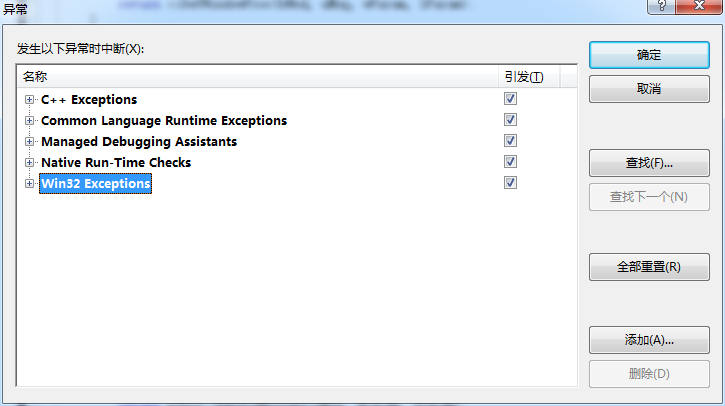 异常
发生以下异常时中断(X):
名称 引发(T)
C++ Exceptions
Common Language Runtime Exceptions
Managed Debugging Assistants
Native Run-Time Checks
Win32 Exceptions
确定
取消
查找(F)...
查找下一个(N)
全部重置(R)
添加(A)...
删除(D)